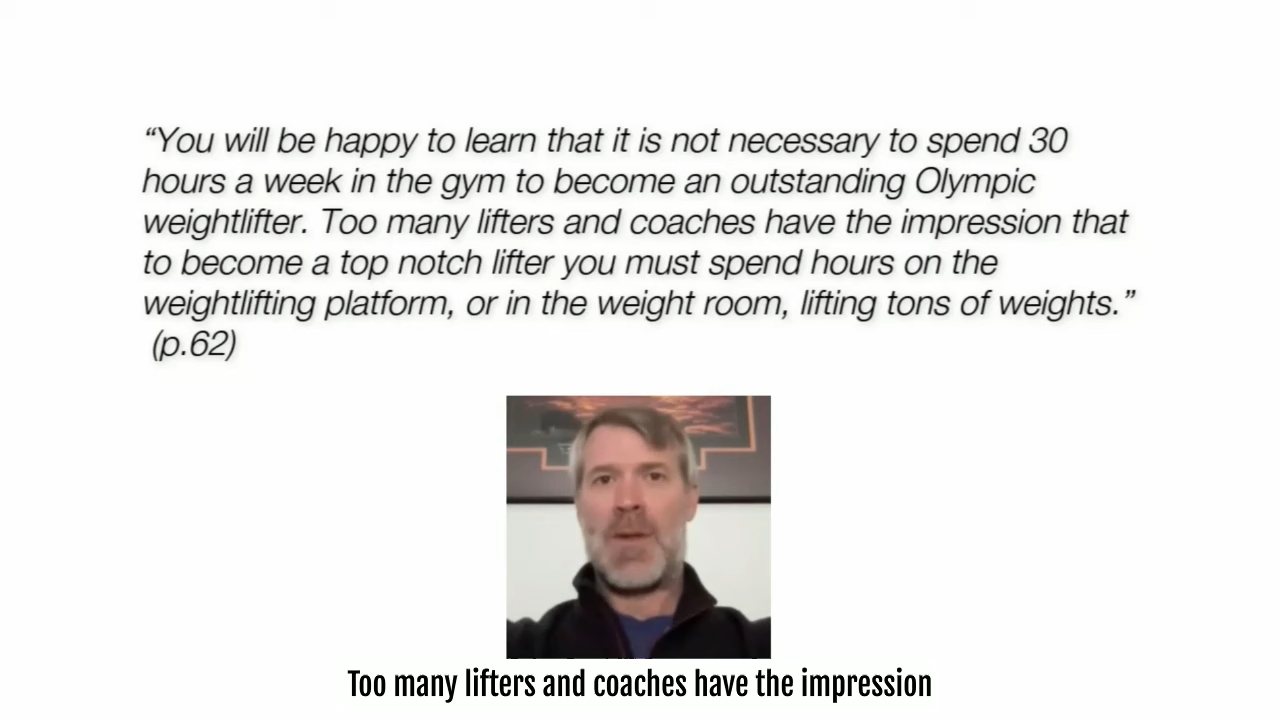 “You will be happy to learn that it is not necessary to spend 30
hours a week in the gym to become an outstanding Olympic
weightlifter. Too many lifters and coaches have the impression that
to become a top notch lifter you must spend hours on the
weightlifting platform, or in the weight room, lifting tons of weights.”
(p.62)
Too many lifters and coaches have the impression